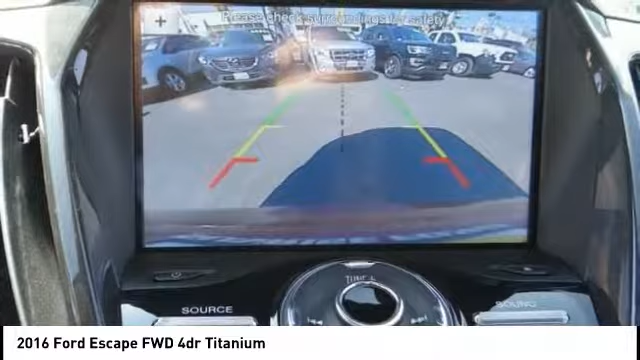 Please check surroundings for safety
TUNE
SOURCE
SOUND
2016 Ford Escape FWD 4dr Titanium